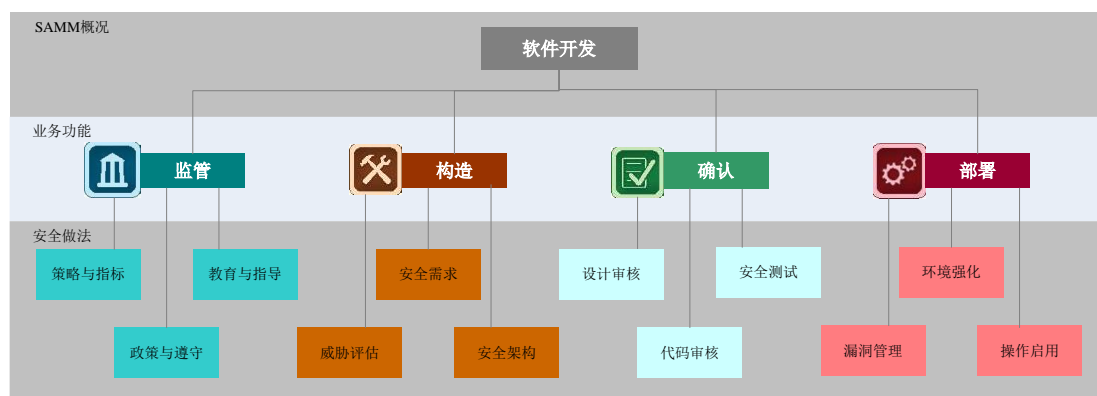 SAMM概况
软件开发
业务功能
监管
构造
确认
部署
安全做法
策略与指标
教育与指导
安全需求
设计审核
安全测试
环境强化
政策与遵守
威胁评估
安全架构
代码审核
漏洞管理
操作启用